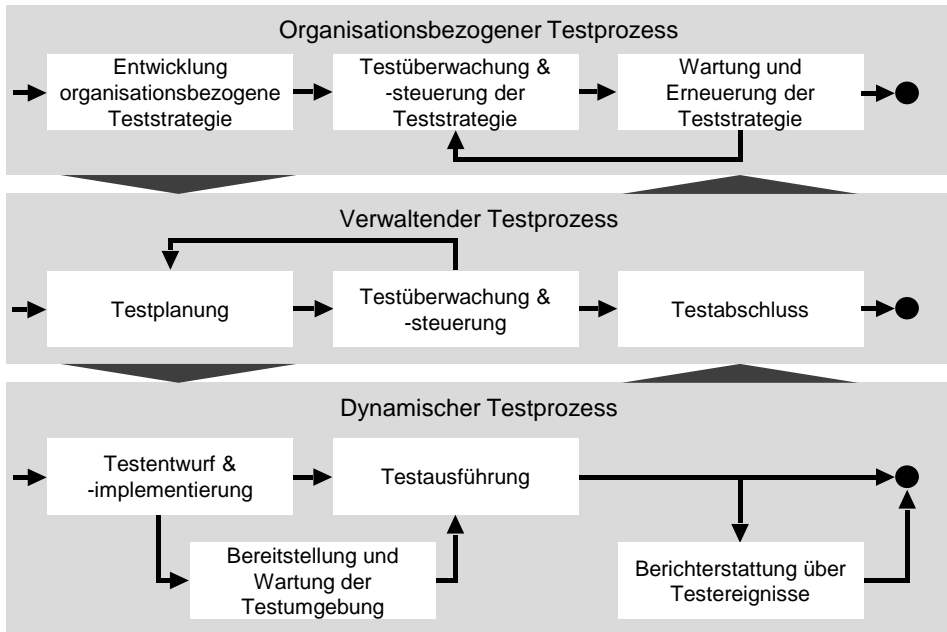 Organisationsbezogener Testprozess
Entwicklung
organisationsbezogene
Teststrategie
Testüberwachung &
-steuerung der
Teststrategie
Wartung und
Erneuerung der
Teststrategie
Verwaltender Testprozess
Testplanung
Testüberwachung &
-steuerung
Testabschluss
Dynamischer Testprozess
Testentwurf &
-implementierung
Testausführung
Bereitstellung und
Wartung der
Testumgebung
Berichterstattung über
Testereignisse